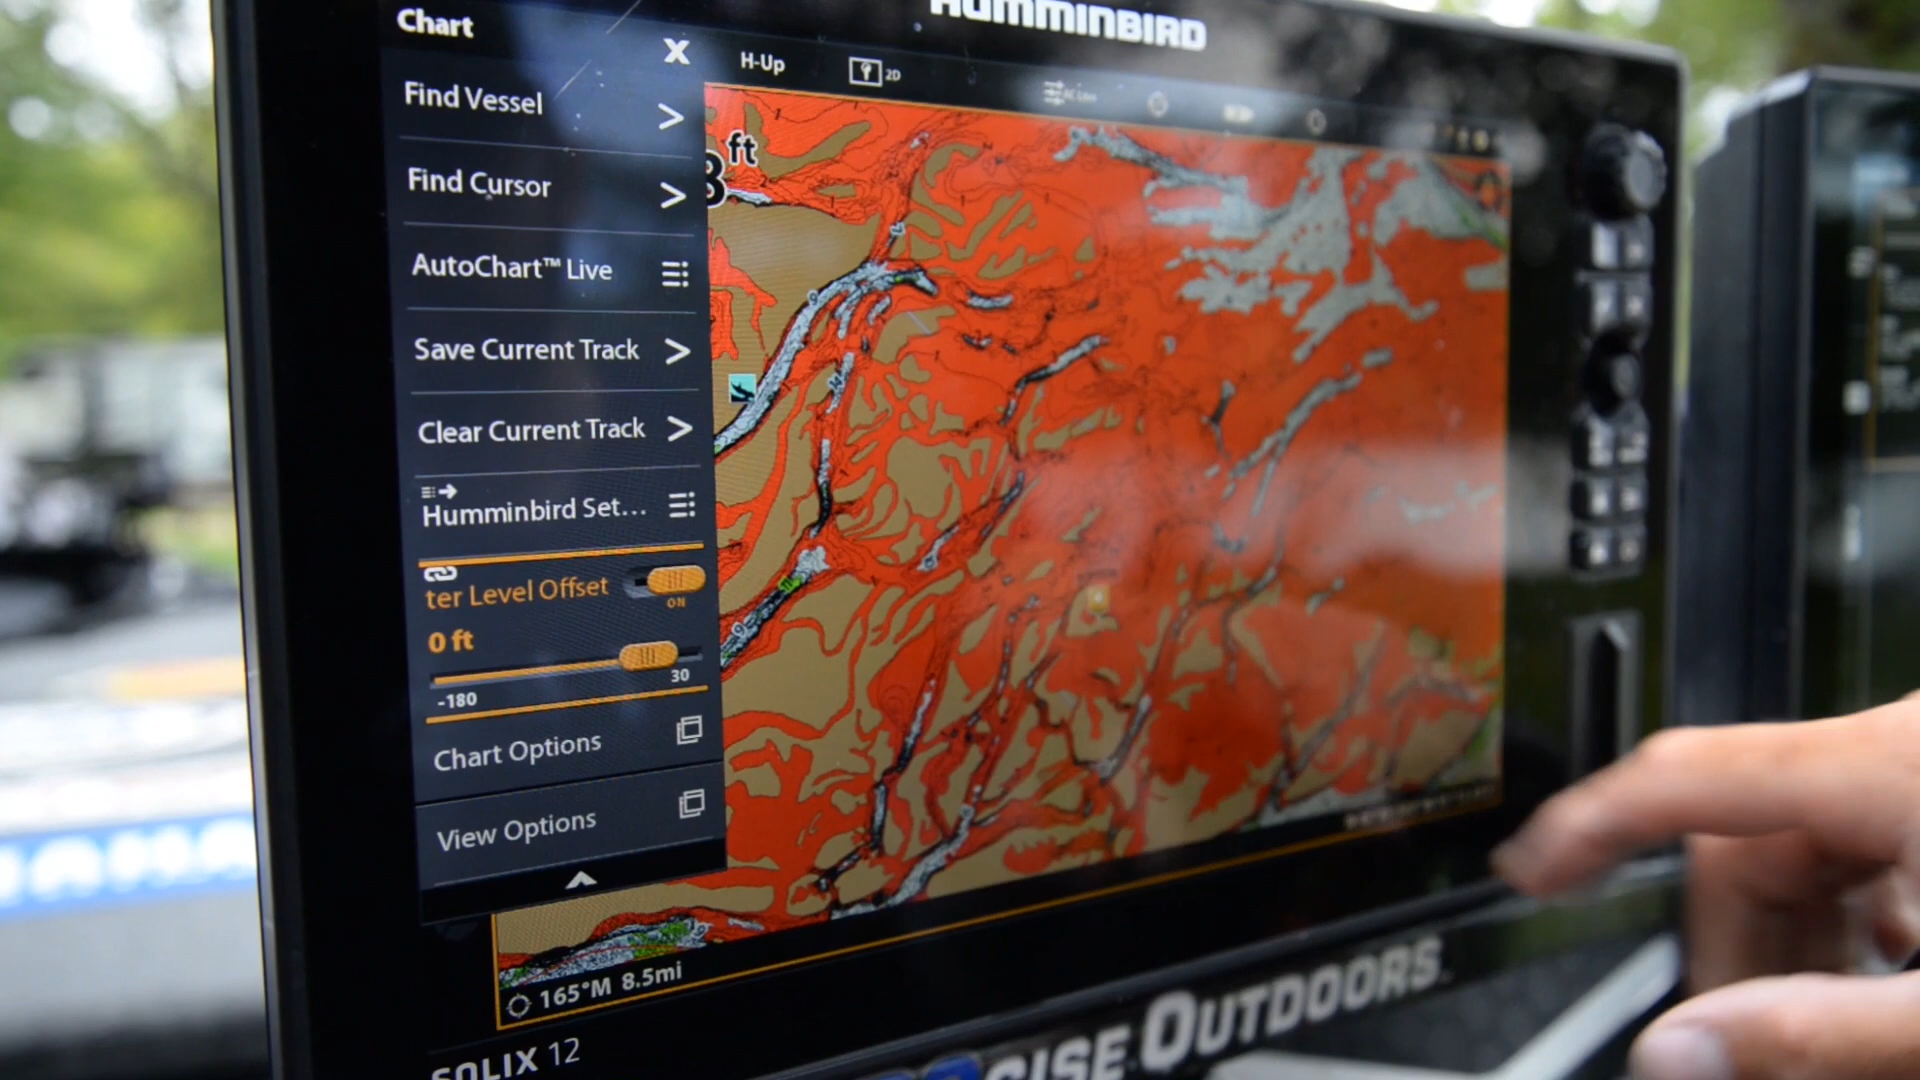 HUMMINBIRD
Chart
X
H-Up
2D
Find Vessel
ft
Find Cursor
AutoChart™ Live
Save Current Track
Clear Current Track
Humminbird Set...
ter Level Offset
ON
0 ft
-180
30
Chart Options
View Options
165°M 8.5mi
SOLIX 12
CISE OUTDOORS